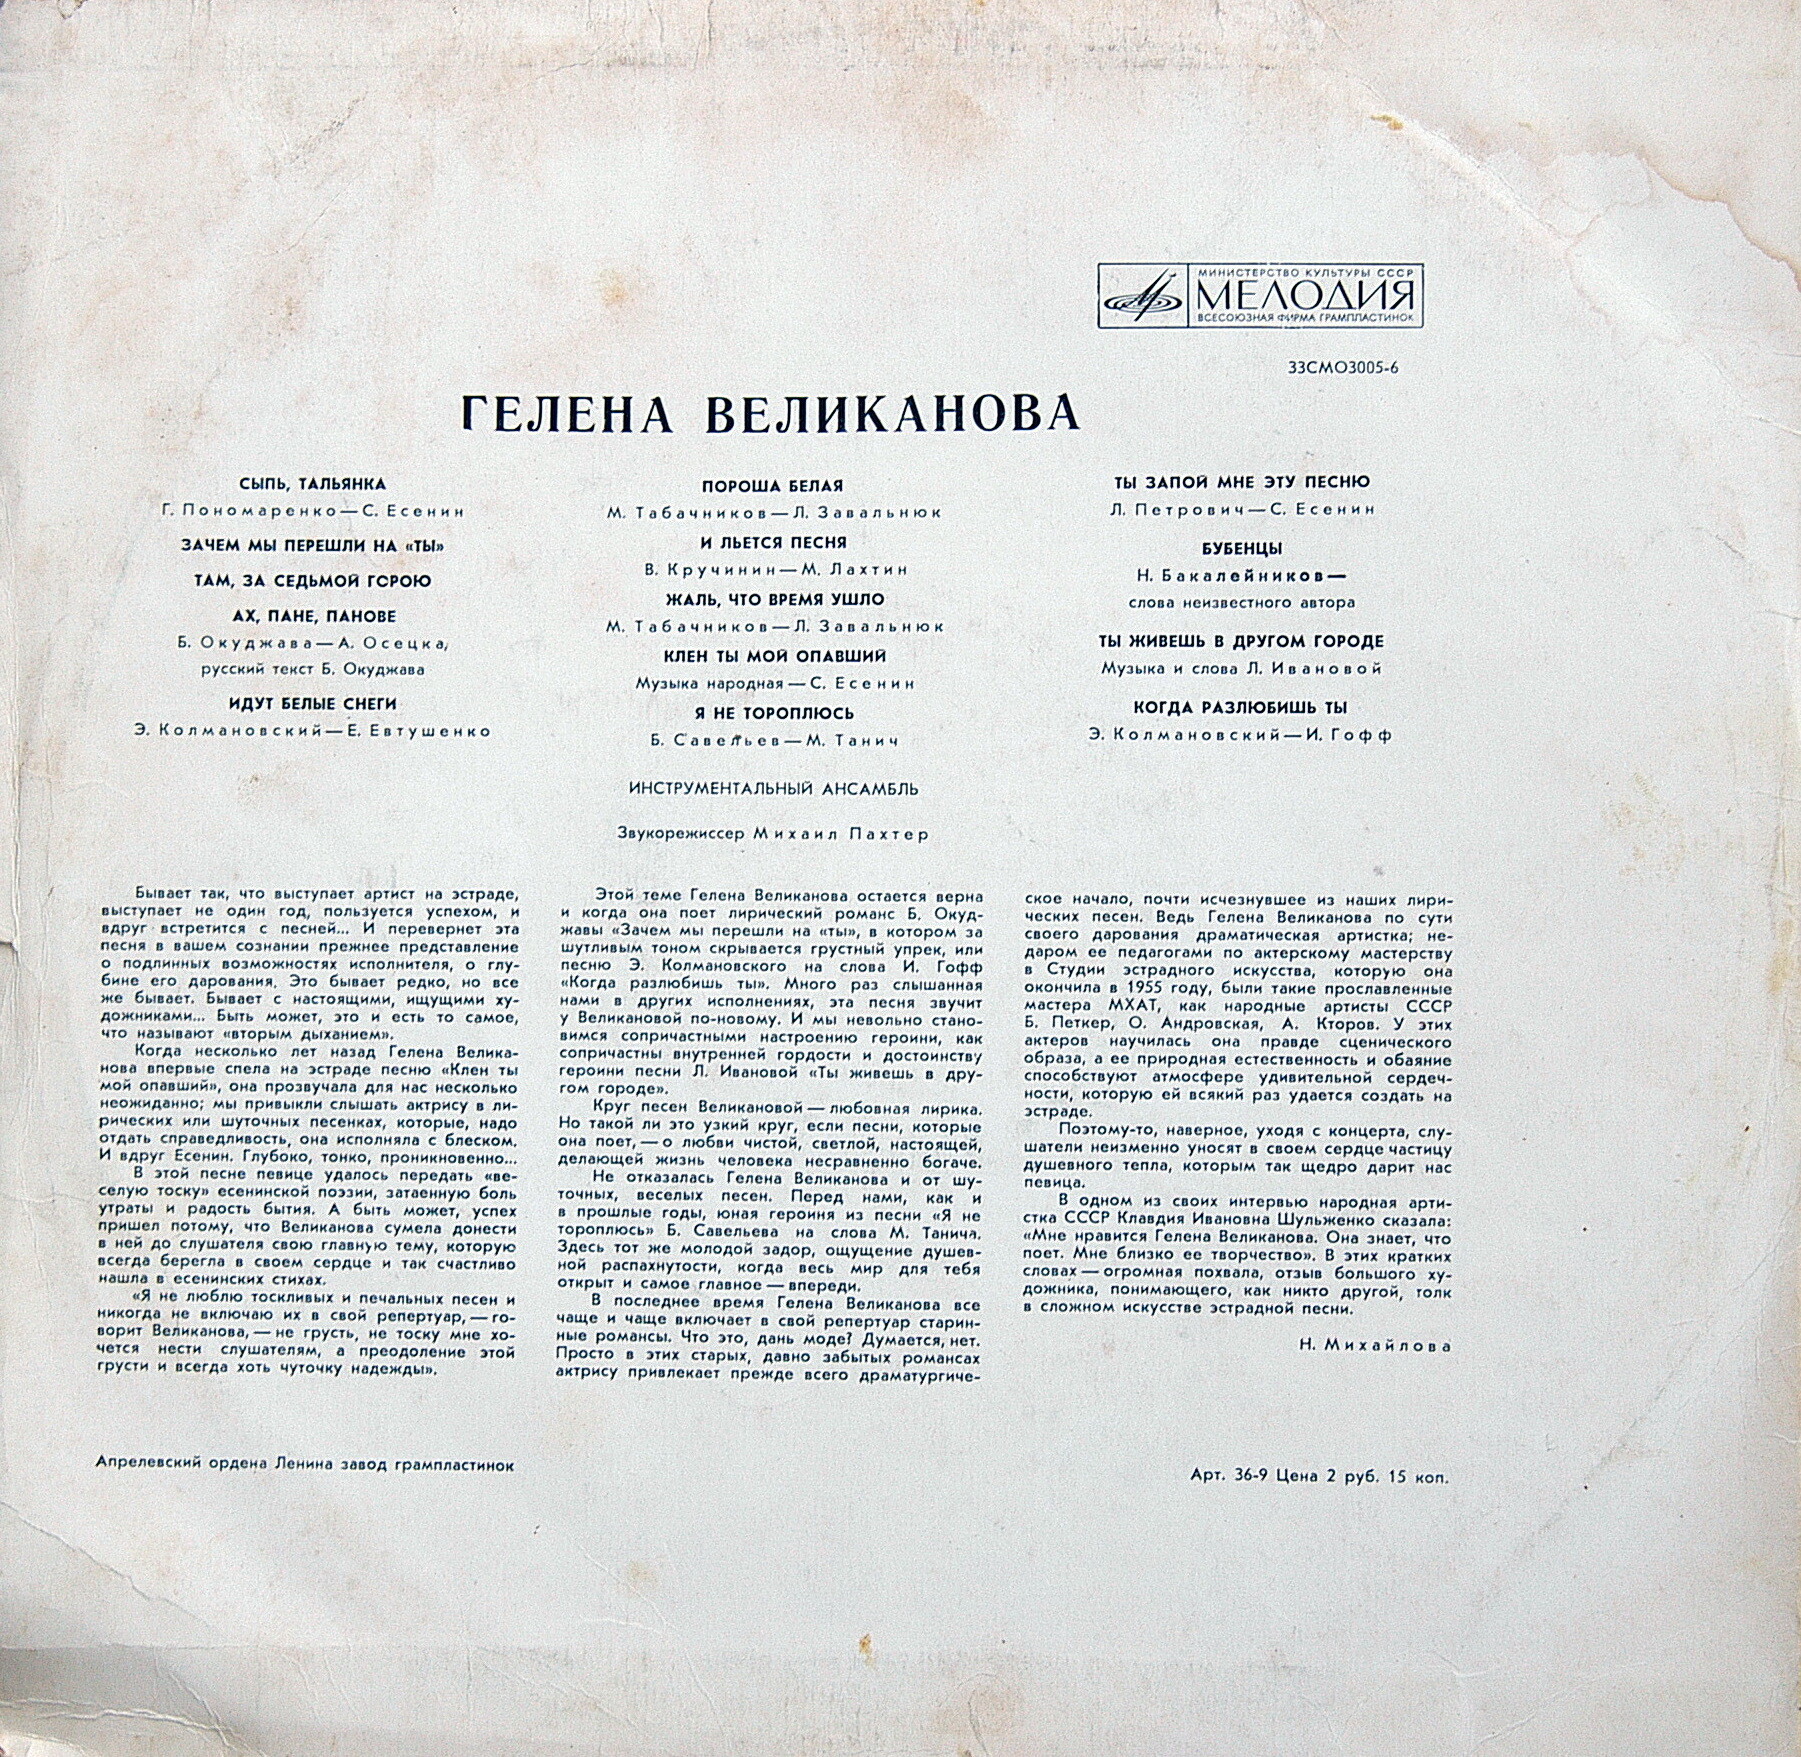 МИНИСТЕРСТВО КУЛЬТУРЫ СССР
МЕЛОДИЯ
ВСЕСОЮЗНАЯ ФИРМА ГРАМПЛАСТИНОК
33СМО3005-6
ГЕЛЕНА ВЕЛИКАНОВА
СЫПЬ, ТАЛЬЯНКА
Г. Пономаренко — С. Есенин
ЗАЧЕМ МЫ ПЕРЕШЛИ НА «ТЫ»
ТАМ, ЗА СЕДЬМОЙ ГОРОЮ
АХ, ПАНЕ, ПАНОВЕ
Б. Окуджава — А. Осецка,
русский текст Б. Окуджава
ИДУТ БЕЛЫЕ СНЕГИ
Э. Колмановский — Е. Евтушенко
ПОРОША БЕЛАЯ
М. Табачников — Л. Завальнюк
И ЛЬЕТСЯ ПЕСНЯ
В. Кручинин — М. Лахтин
ЖАЛЬ, ЧТО ВРЕМЯ УШЛО
М. Табачников — Л. Завальнюк
КЛЕН ТЫ МОЙ ОПАВШИЙ
Музыка народная — С. Есенин
Я НЕ ТОРОПЛЮСЬ
Б. Савельев — М. Танич
ТЫ ЗАПОЙ МНЕ ЭТУ ПЕСНЮ
Л. Петрович — С. Есенин
БУБЕНЦЫ
Н. Бакалейников —
слова неизвестного автора
ТЫ ЖИВЕШЬ В ДРУГОМ ГОРОДЕ
Музыка и слова Л. Ивановой
КОГДА РАЗЛЮБИШЬ ТЫ
Э. Колмановский — И. Гофф
ИНСТРУМЕНТАЛЬНЫЙ АНСАМБЛЬ
Звукорежиссер Михаил Пахтер
Бывает так, что выступает артист на эстраде,
выступает не один год, пользуется успехом, и
вдруг встретится с песней... И перевернет эта
песня в вашем сознании прежнее представление
о подлинных возможностях исполнителя, о глу-
бине его дарования. Это бывает редко, но все
же бывает. Бывает с настоящими, ищущими ху-
дожниками... Быть может, это и есть то самое,
что называют «вторым дыханием».
Когда несколько лет назад Гелена Велика-
нова впервые спела на эстраде песню «Клен ты
мой опавший», она прозвучала для нас несколько
неожиданно; мы привыкли слышать актрису в ли-
рических или шуточных песенках, которые, надо
отдать справедливость, она исполняла с блеском.
И вдруг Есенин. Глубоко, тонко, проникновенно...
В этой песне певице удалось передать «ве-
селую тоску» есенинской поэзии, затаенную боль
утраты и радость бытия. А быть может, успех
пришел потому, что Великанова сумела донести
в ней до слушателя свою главную тему, которую
всегда берегла в своем сердце и так счастливо
нашла в есенинских стихах.
«Я не люблю тоскливых и печальных песен и
никогда не включаю их в свой репертуар, — го-
ворит Великанова, — не грусть, не тоску мне хо-
чется нести слушателям, а преодоление этой
грусти и всегда хоть чуточку надежды».
Этой теме Гелена Великанова остается верна
и когда она поет лирический романс Б. Окуд-
жавы «Зачем мы перешли на «ты», в котором за
шутливым тоном скрывается грустный упрек, или
песню Э. Колмановского на слова И. Гофф
«Когда разлюбишь ты». Много раз слышанная
нами в других исполнениях, эта песня звучит
у Великановой по-новому. И мы невольно стано-
вимся сопричастными настроению героини, как
сопричастны внутренней гордости и достоинству
героини песни Л. Ивановой «Ты живешь в дру-
гом городе».
Круг песен Великановой — любовная лирика.
Но такой ли это узкий круг, если песни, которые
она поет, — о любви чистой, светлой, настоящей,
делающей жизнь человека несравненно богаче.
Не отказалась Гелена Великанова и от шу-
точных, веселых песен. Перед нами, как и
в прошлые годы, юная героиня из песни «Я не
тороплюсь» Б. Савельева на слова М. Танича.
Здесь тот же молодой задор, ощущение душев-
ной распахнутости, когда весь мир для тебя
открыт и самое главное — впереди.
В последнее время Гелена Великанова все
чаще и чаще включает в свой репертуар старин-
ные романсы. Что это, дань моде? Думается, нет.
Просто в этих старых, давно забытых романсах
актрису привлекает прежде всего драматургиче-
ское начало, почти исчезнувшее из наших лири-
ческих песен. Ведь Гелена Великанова по сути
своего дарования драматическая артистка; не-
даром ее педагогами по актерскому мастерству
в Студии эстрадного искусства, которую она
окончила в 1955 году, были такие прославленные
мастера МХАТ, как народные артисты СССР
Б. Петкер, О. Андровская, А. Кторов. У этих
актеров научилась она правде сценического
образа, а ее природная естественность и обаяние
способствуют атмосфере удивительной сердеч-
ности, которую ей всякий раз удается создать на
эстраде.
Поэтому-то, наверное, уходя с концерта, слу-
шатели неизменно уносят в своем сердце частицу
душевного тепла, которым так щедро дарит нас
певица.
В одном из своих интервью народная арти-
стка СССР Клавдия Ивановна Шульженко сказала:
«Мне нравится Гелена Великанова. Она знает, что
поет. Мне близко ее творчество». В этих кратких
словах — огромная похвала, отзыв большого ху-
дожника, понимающего, как никто другой, толк
в сложном искусстве эстрадной песни.
Н. Михайлова
Апрелевский ордена Ленина завод грампластинок
Арт. 36-9 Цена 2 руб. 15 коп.